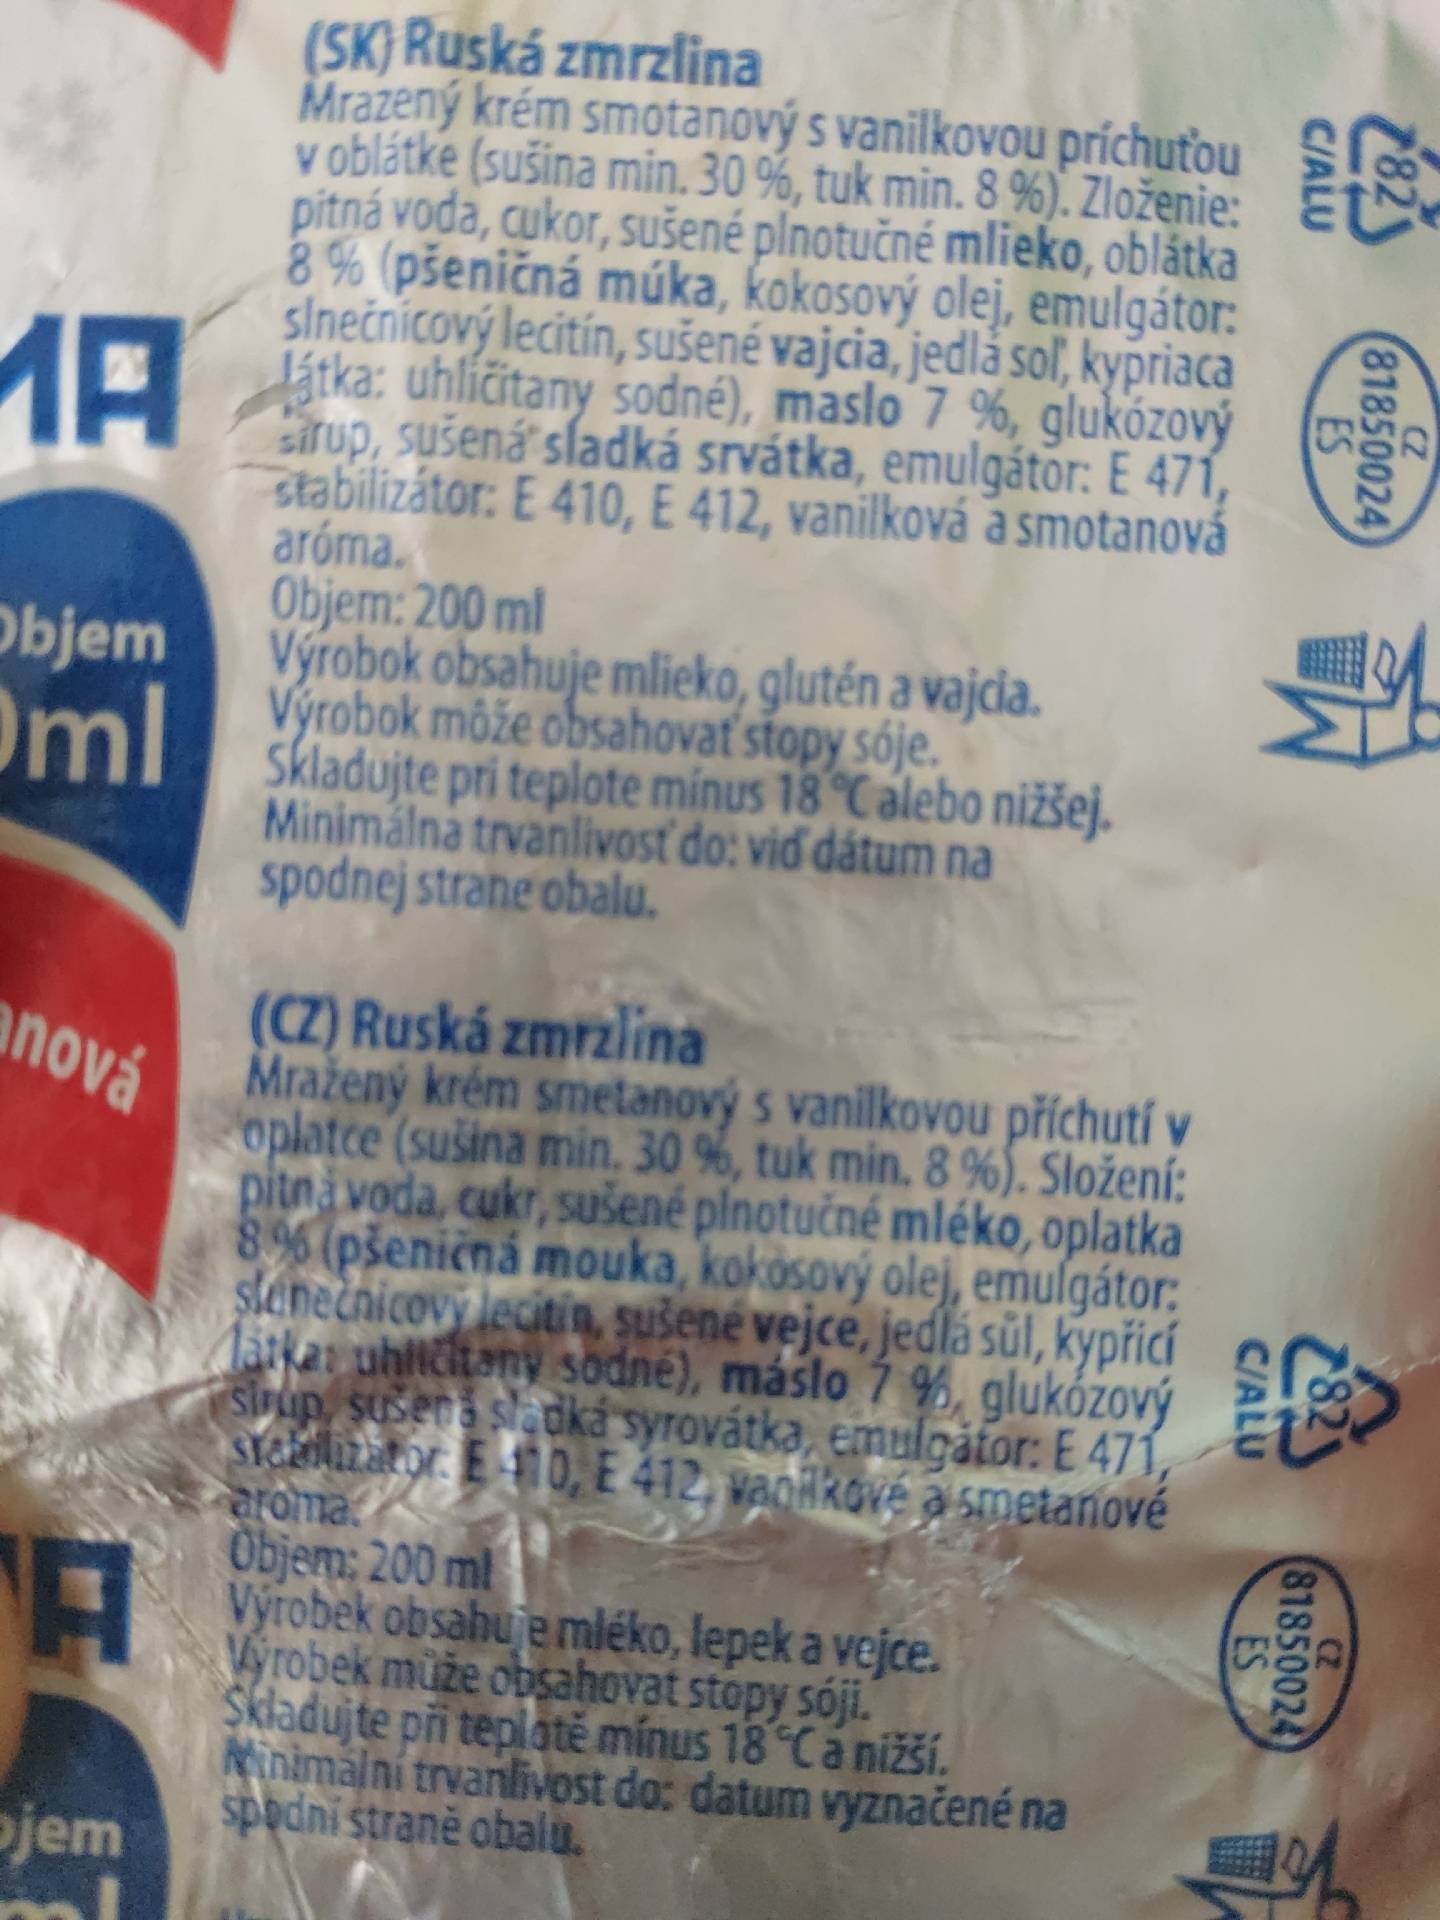 (SK) Ruská zmrzlina
Mrazený krém smotanový s vanilkovou príchuťou
v oblátke (sušina min. 30 %, tuk min. 8 %). Zloženie:
pitná voda, cukor, sušené plnotučné mlieko, oblátka
8 % (pšeničná múka, kokosový olej, emulgátor:
slnečnicový lecitín, sušené vajcia, jedlá soľ, kypriaca
látka: uhličitany sodné), maslo 7 %, glukózový
sirup, sušená sladká srvátka, emulgátor: E 471,
stabilizátor: E 410, E 412, vanilková a smotanová
aróma.
Objem: 200 ml
Výrobok obsahuje mlieko, glutén a vajcia.
Výrobok môže obsahovať stopy sóje.
Skladujte pri teplote mínus 18 °C alebo nižšej.
Minimálna trvanlivosť do: viď dátum na
spodnej strane obalu.
(CZ) Ruská zmrzlina
Mražený krém smetanový s vanilkovou příchutí v
oplatce (sušina min. 30 %, tuk min. 8 %). Složení:
pitná voda, cukr, sušené plnotučné mléko, oplatka
8 % (pšeničná mouka, kokosový olej, emulgátor:
slunečnicový lecitin, sušené vejce, jedlá sůl, kypřicí
látka: uhličitany sodné), máslo 7 %, glukózový
sirup, sušená sladká syrovátka, emulgátor: E 471,
stabilizátor: E 410, E 412, vanilkové a smetanové
aroma.
Objem: 200 ml
Výrobek obsahuje mléko, lepek a vejce.
Výrobek může obsahovat stopy sóji.
Skladujte při teplotě mínus 18 °C a nižší.
Minimální trvanlivost do: datum vyznačené na
spodní straně obalu.
MA
Objem
0ml
anová
A
ojem
ml
82
C/ALU
CZ
81850024
ES
82
C/ALU
CZ
81850024
ES